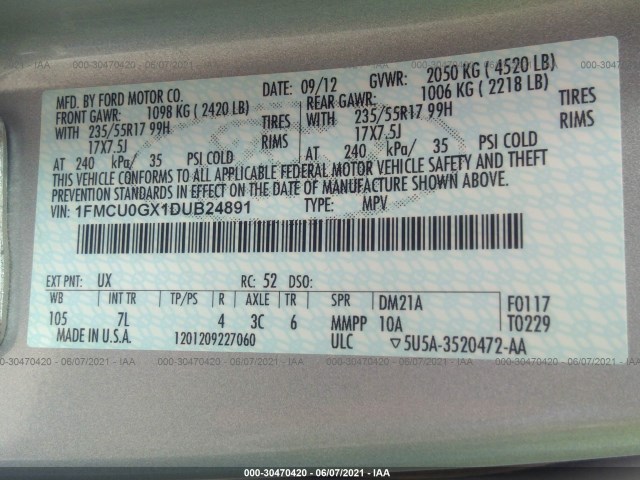 000-30470420 - 06/07/2021 - IAA
MFD. BY FORD MOTOR CO. DATE: 09/12 GVWR: 2050 KG ( 4520 LB)
FRONT GAWR: 1098 KG ( 2420 LB) REAR GAWR: 1006 KG ( 2218 LB)
WITH 235/55R17 99H TIRES WITH 235/55R17 99H TIRES
17X7.5J RIMS 17X7.5J RIMS
AT 240 kPa/ 35 PSI COLD AT 240 kPa/ 35 PSI COLD
THIS VEHICLE CONFORMS TO ALL APPLICABLE FEDERAL MOTOR VEHICLE SAFETY AND THEFT
PREVENTION STANDARDS IN EFFECT ON THE DATE OF MANUFACTURE SHOWN ABOVE.
VIN: 1FMCU0GX1DUB24891 TYPE: MPV
EXT PNT: UX RC: 52 DSO:
WB INT TR TP/PS R AXLE TR SPR DM21A F0117
105 7L 4 3C 6 MMPP 10A T0229
MADE IN U.S.A. 1201209227060 ULC ▽5U5A-3520472-AA
000-30470420 - 06/07/2021 - IAA